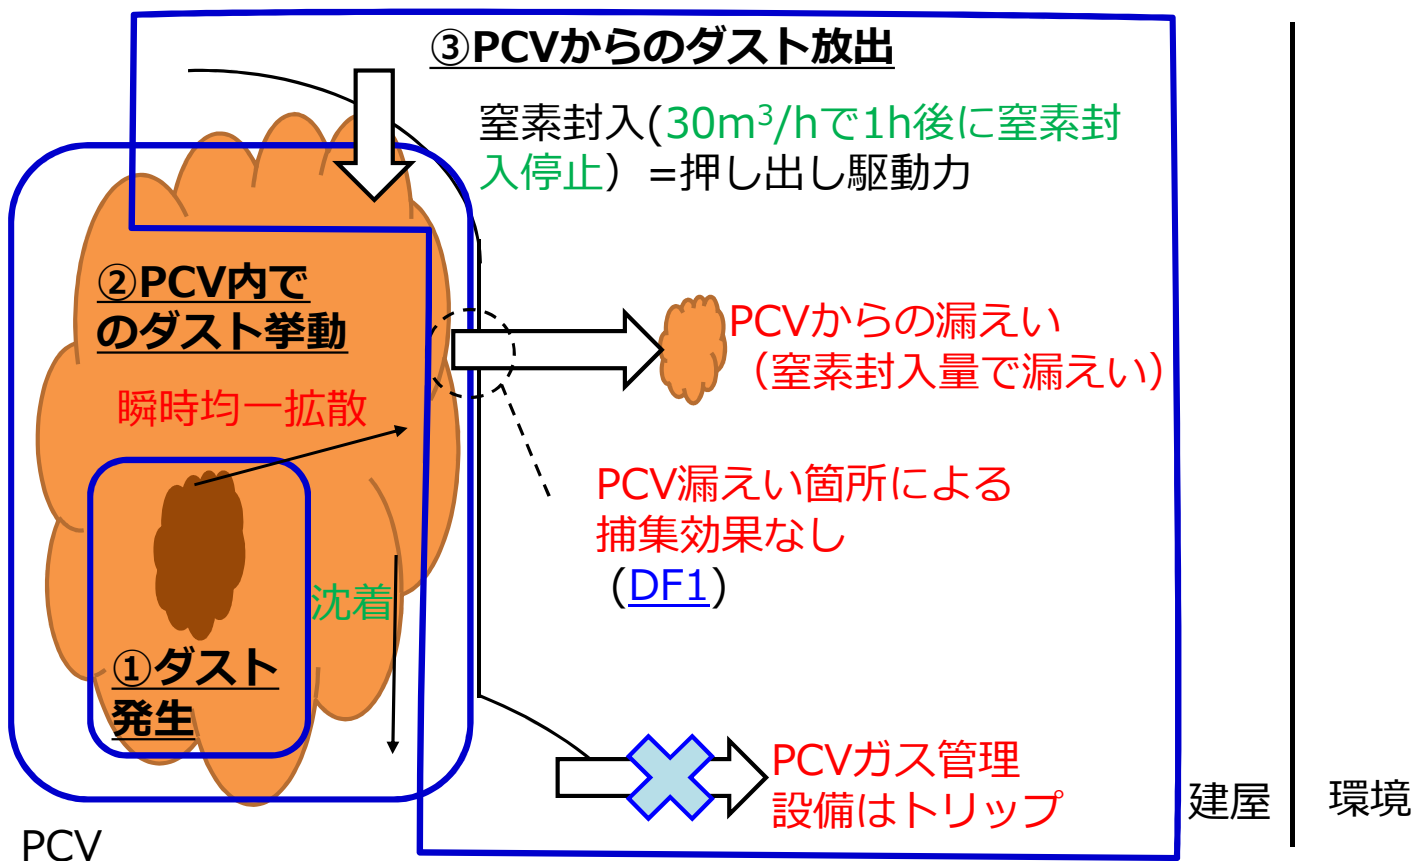 ③PCVからのダスト放出
窒素封入(30m³/hで1h後に窒素封
入停止）=押し出し駆動力
②PCV内で
のダスト挙動
瞬時均一拡散
PCVからの漏えい
（窒素封入量で漏えい）
PCV漏えい箇所による
捕集効果なし
（DF1）
沈着
①ダスト
発生
PCVガス管理
設備はトリップ
建屋
環境
PCV